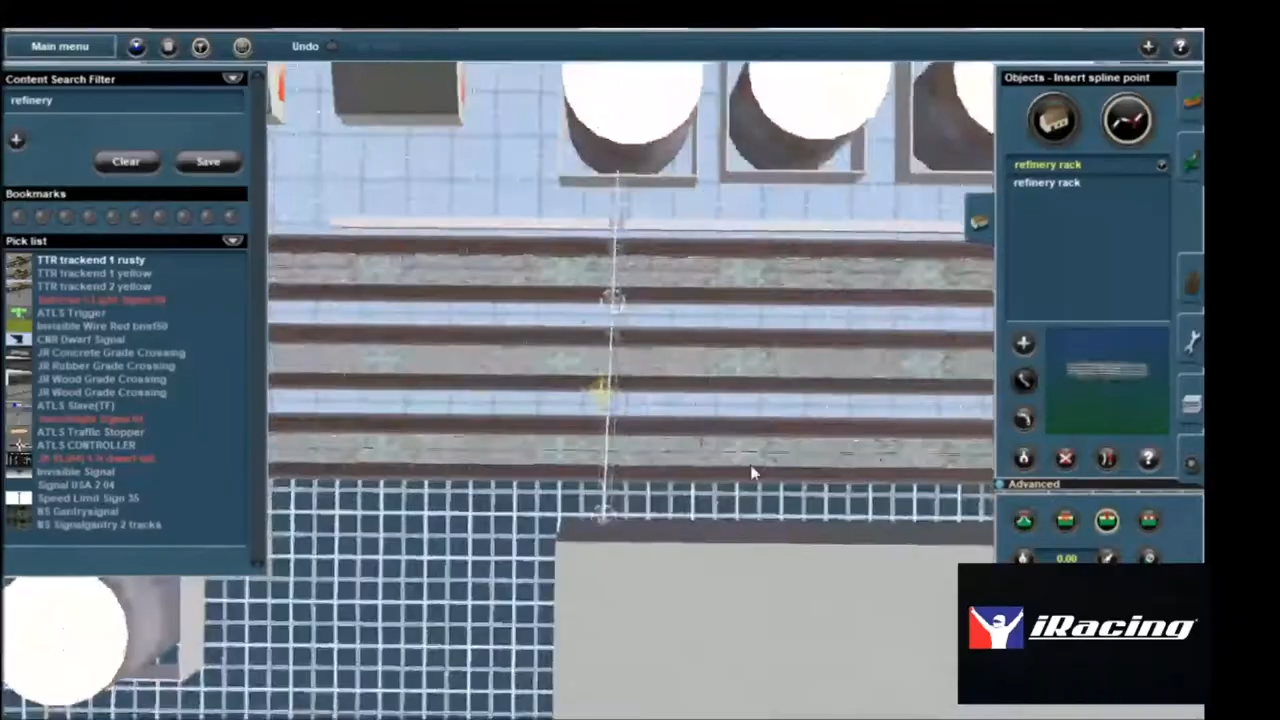 Main menu
Undo
Content Search Filter
refinery
Clear
Save
Bookmarks
Pick list
TTR trackend 1 rusty
TTR trackend 1 yellow
TTR trackend 2 yellow
ATLS Trigger
Invisible Wire Red bnsf50
CNR Dwarf Signal
JR Concrete Grade Crossing
JR Rubber Grade Crossing
JR Wood Grade Crossing
JR Wood Grade Crossing
ATLS Slave(TF)
ATLS Traffic Stopper
ATLS CONTROLLER
Invisible Signal
Signal USA 2 04
Speed Limit Sign 35
NS Gantrysignal
NS Signalgantry 2 tracks
Objects - Insert spline point
refinery rack
refinery rack
Advanced
0.00
iRacing